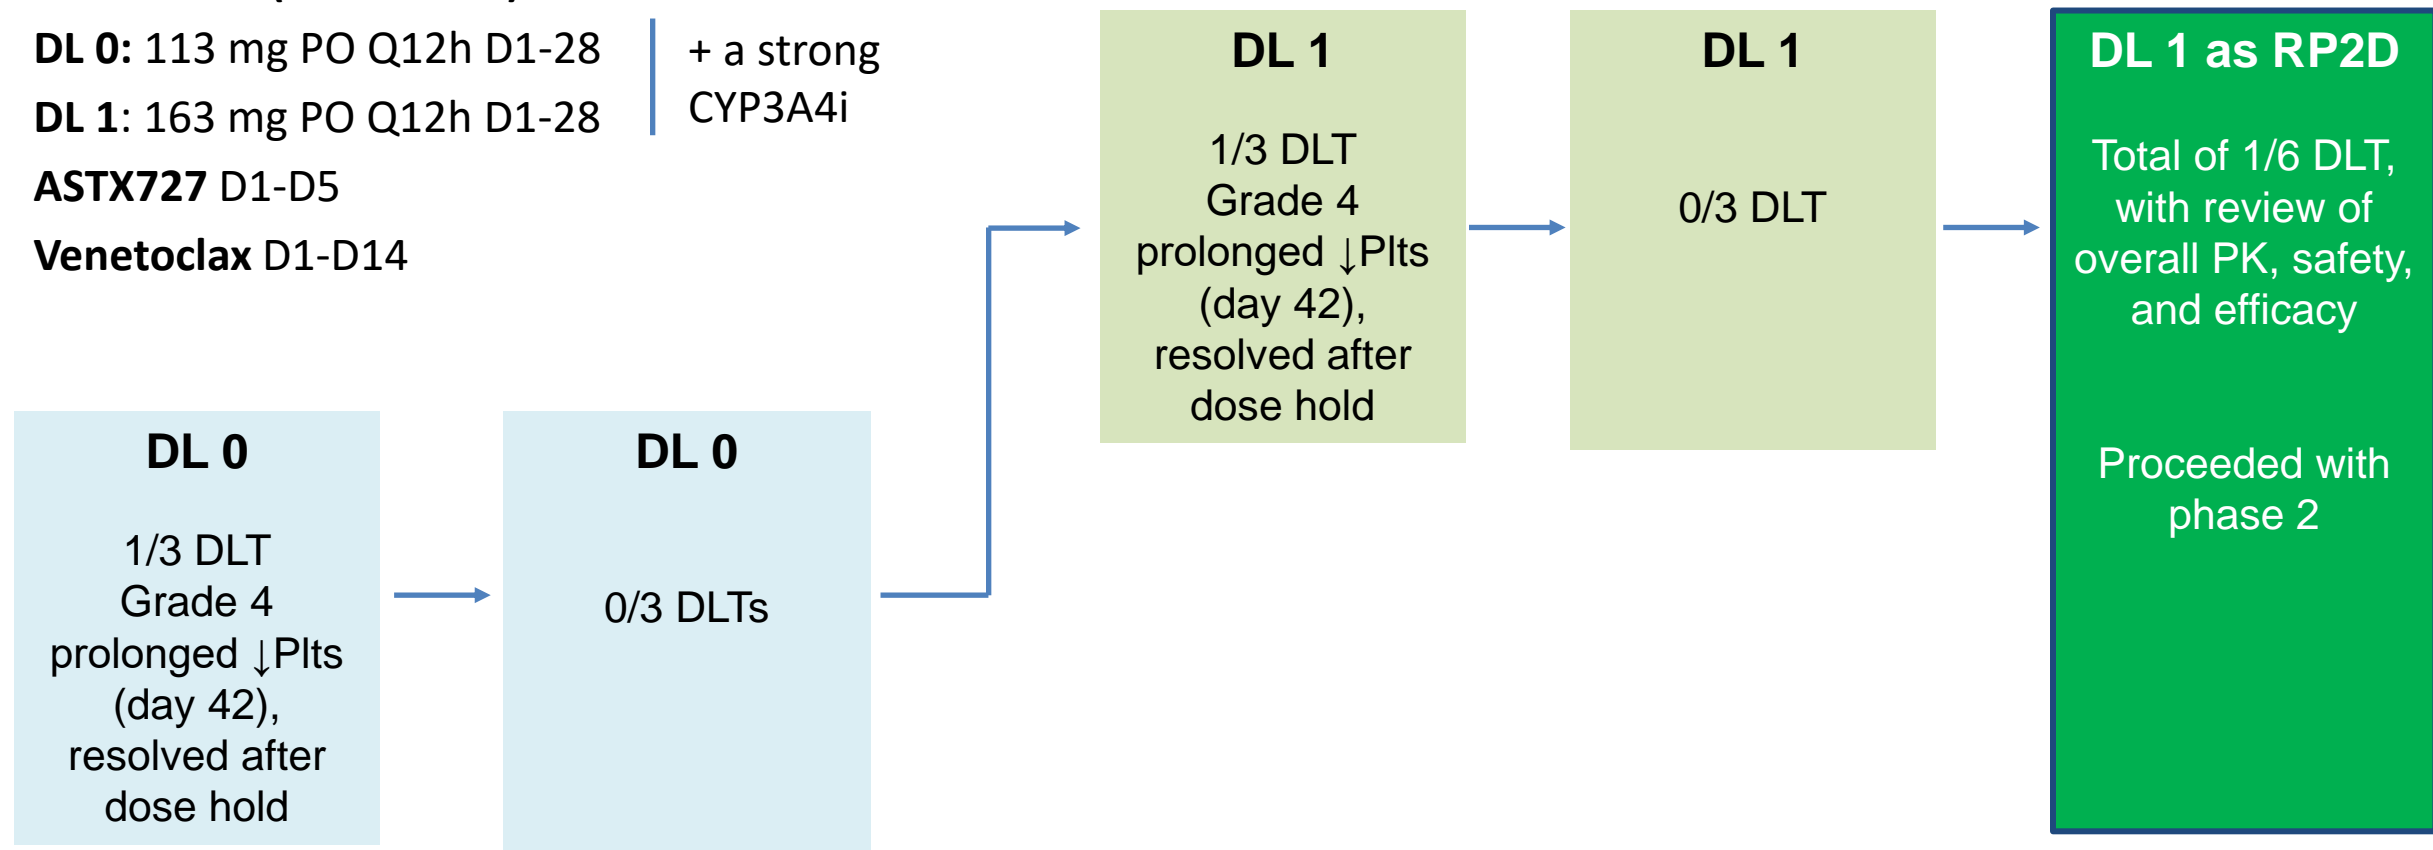 DL 0: 113 mg PO Q12h D1-28
DL 1: 163 mg PO Q12h D1-28
+ a strong
CYP3A4i
ASTX727 D1-D5
Venetoclax D1-D14
DL 0
1/3 DLT
Grade 4
prolonged ↓Plts
(day 42),
resolved after
dose hold
DL 0
0/3 DLTs
DL 1
1/3 DLT
Grade 4
prolonged ↓Plts
(day 42),
resolved after
dose hold
DL 1
0/3 DLT
DL 1 as RP2D
Total of 1/6 DLT,
with review of
overall PK, safety,
and efficacy
Proceeded with
phase 2